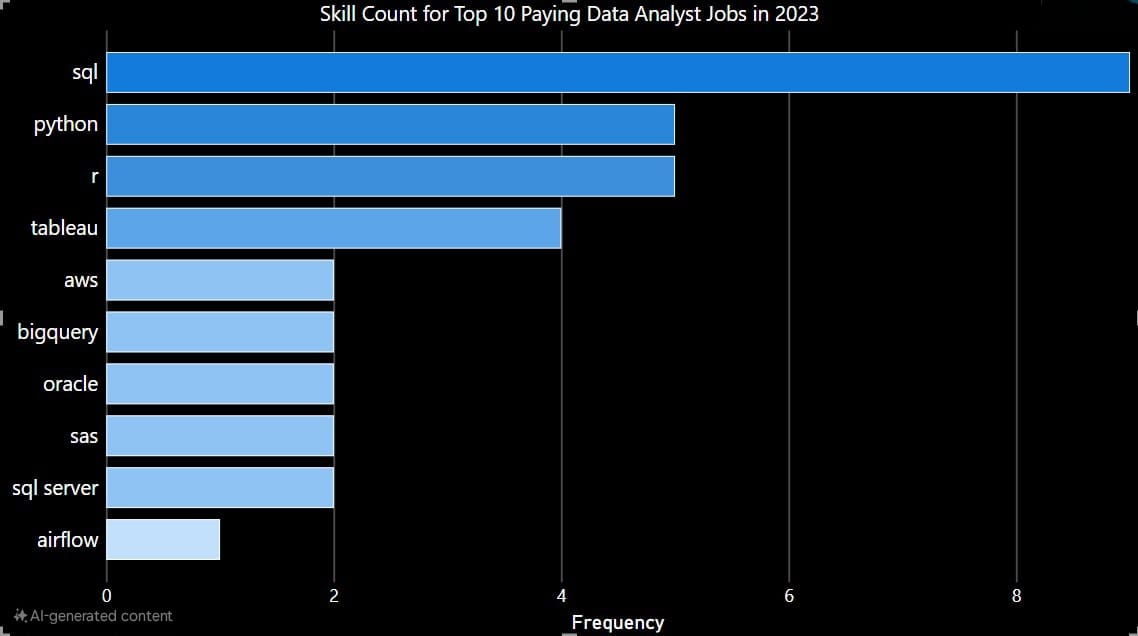 Skill Count for Top 10 Paying Data Analyst Jobs in 2023
sql
python
r
tableau
aws
bigquery
oracle
sas
sql server
airflow
0 2 4 6 8
AI-generated content
Frequency